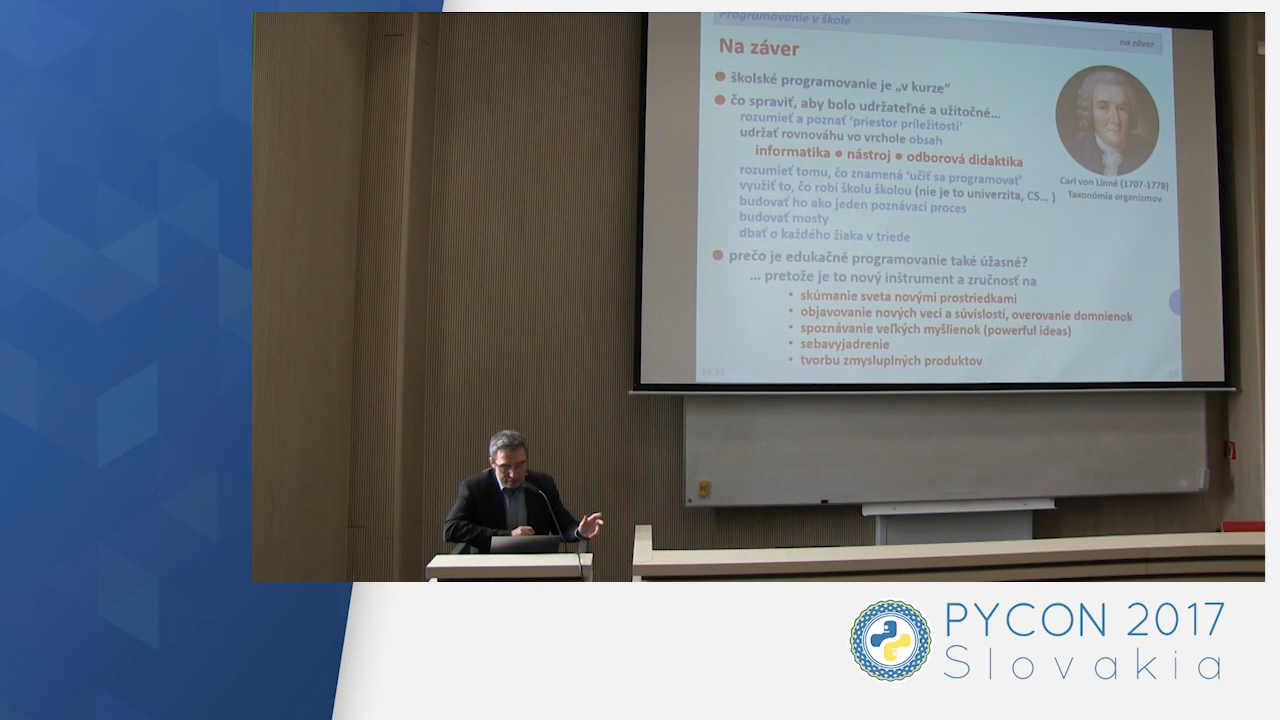 Programovanie v škole
na záver
Na záver
školské programovanie je „v kurze“
čo spraviť, aby bolo udržateľné a užitočné...
rozumieť a poznať ‘priestor príležitostí’
udržať rovnováhu vo vrchole obsah
informatika ● nástroj ● odborová didaktika
rozumieť tomu, čo znamená ‘učiť sa programovať’
využiť to, čo robí školu školou (nie je to univerzita, CS... )
budovať ho ako jeden poznávací proces
budovať mosty
dbať o každého žiaka v triede
prečo je edukačné programovanie také úžasné?
... pretože je to nový inštrument a zručnosť na
• skúmanie sveta novými prostriedkami
• objavovanie nových vecí a súvislostí, overovanie domnienok
• spoznávanie veľkých myšlienok (powerful ideas)
• sebavyjadrenie
• tvorbu zmysluplných produktov
Carl von Linné (1707-1778)
Taxonómia organizmov
PYCON 2017
Slovakia